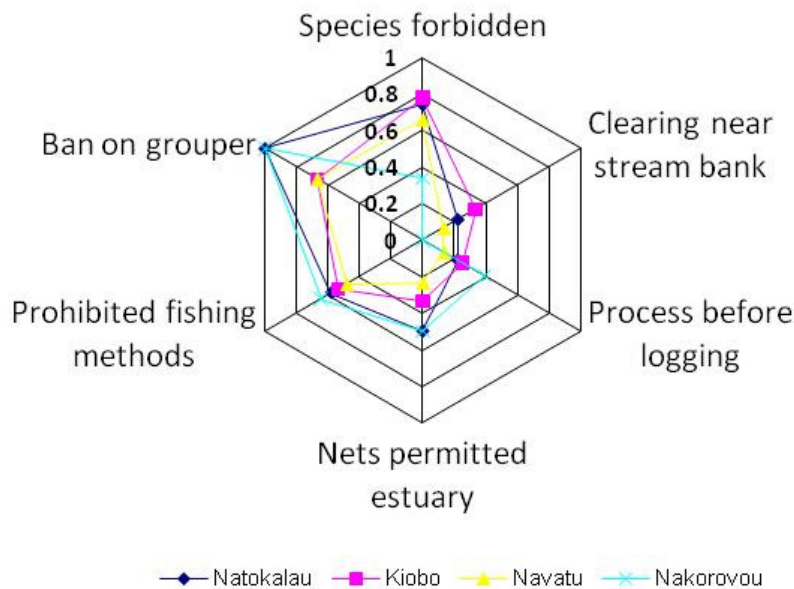 Species forbidden
1
0.8
0.6
0.4
0.2
0
Clearing near
stream bank
Process before
logging
Nets permitted
estuary
Prohibited fishing
methods
Ban on grouper
Natokalau Kiobo Navatu Nakorovou